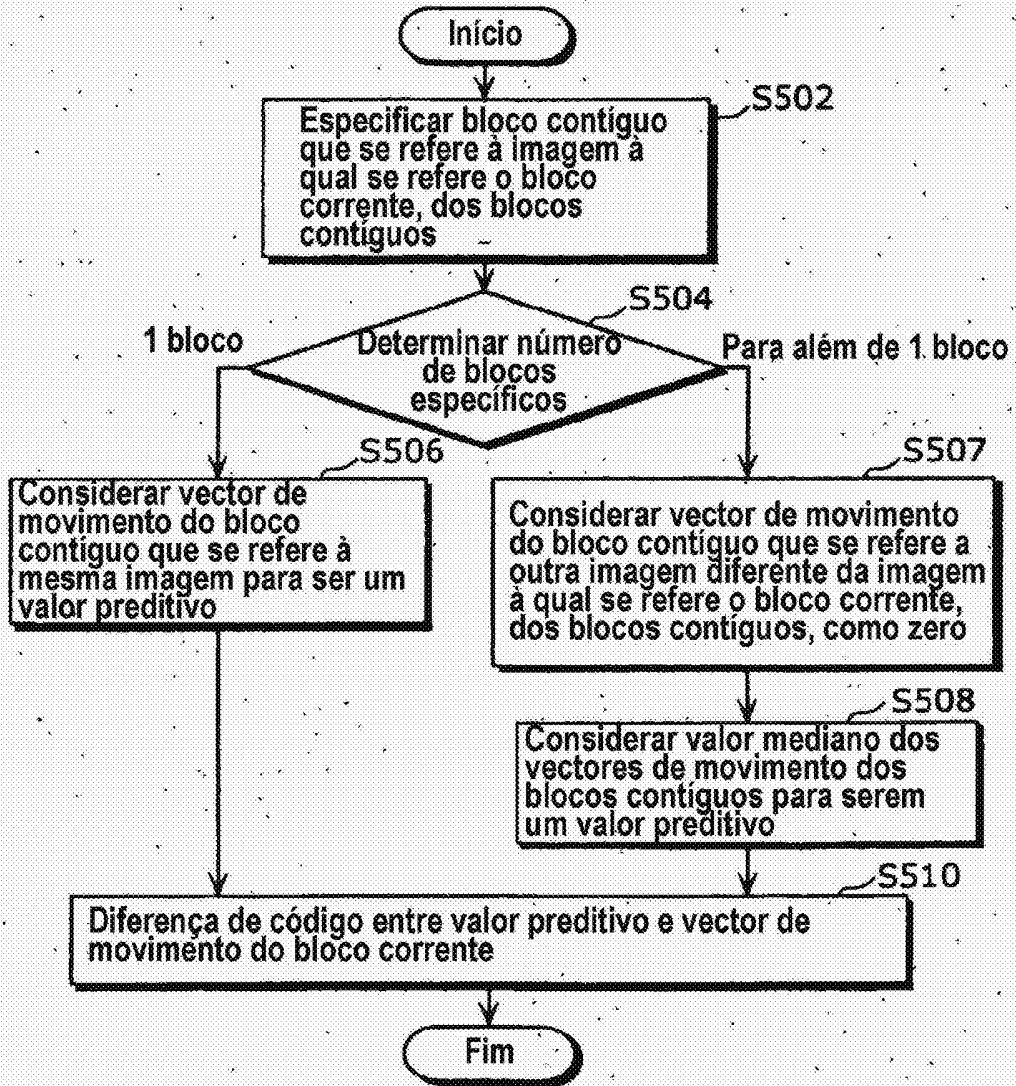 Início
S502
Especificar bloco contíguo
que se refere à imagem à
qual se refere o bloco
corrente, dos blocos
contíguos
S504
1 bloco
Determinar número
de blocos
específicos
Para além de 1 bloco
S506
Considerar vector de
movimento do bloco
contíguo que se refere à
mesma imagem para ser um
valor preditivo
S507
Considerar vector de movimento
do bloco contíguo que se refere a
outra imagem diferente da imagem
à qual se refere o bloco corrente,
dos blocos contíguos, como zero
S508
Considerar valor mediano dos
vectores de movimento dos
blocos contíguos para serem
um valor preditivo
S510
Diferença de código entre valor preditivo e vector de
movimento do bloco corrente
Fim